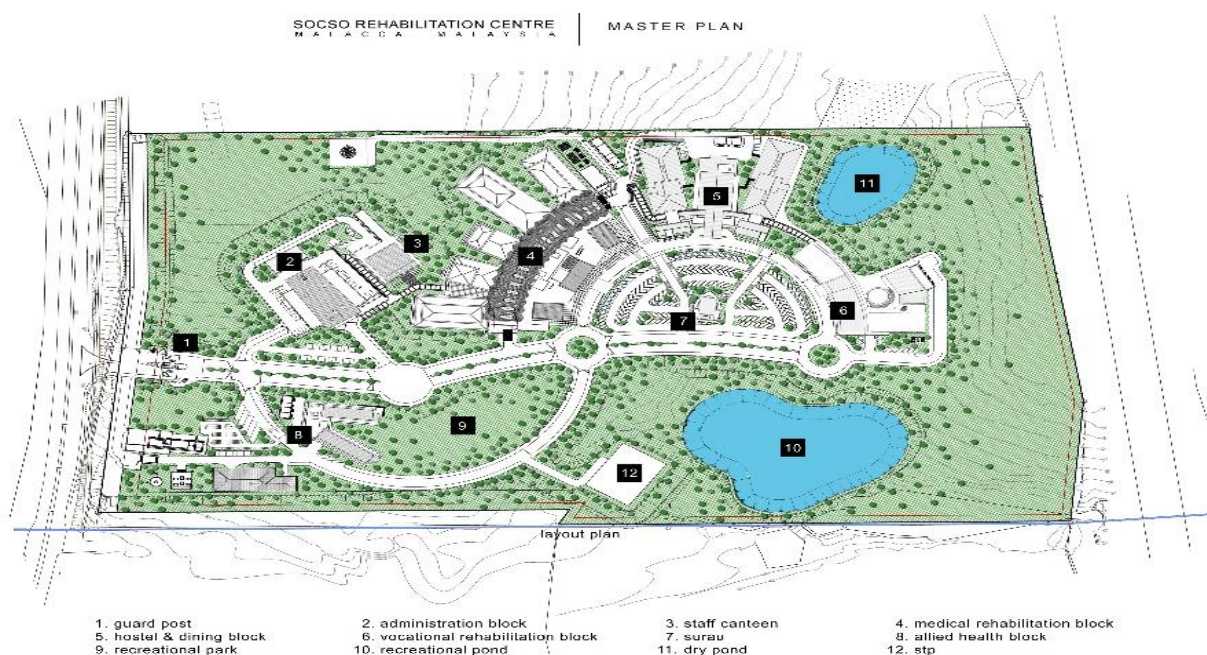 SOCSO REHABILITATION CENTRE
MALACCA MALAYSIA
MASTER PLAN
11
5
3
4
2
6
7
1
9
8
10
12
layout plan
1. guard post 2. administration block 3. staff canteen 4. medical rehabilitation block
5. hostel & dining block 6. vocational rehabilitation block 7. surau 8. allied health block
9. recreational park 10. recreational pond 11. dry pond 12. stp